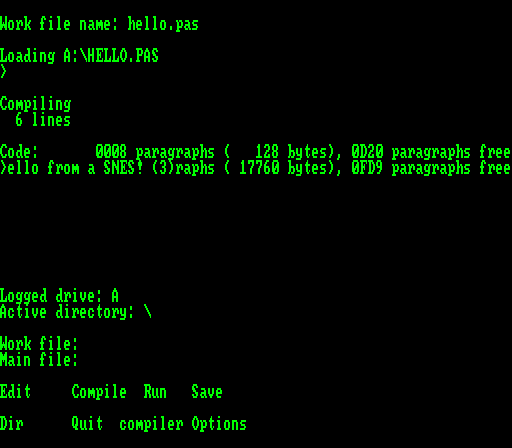 Work file name: hello.pas
Loading A:\HELLO.PAS
>
Compiling
  6 lines
Code:       0008 paragraphs (   128 bytes), 0D20 paragraphs free
>ello from a SNES! (3)raphs ( 17760 bytes), 0FD9 paragraphs free
Logged drive: A
Active directory: \
Work file:
Main file:
Edit     Compile  Run   Save
Dir      Quit  compiler Options